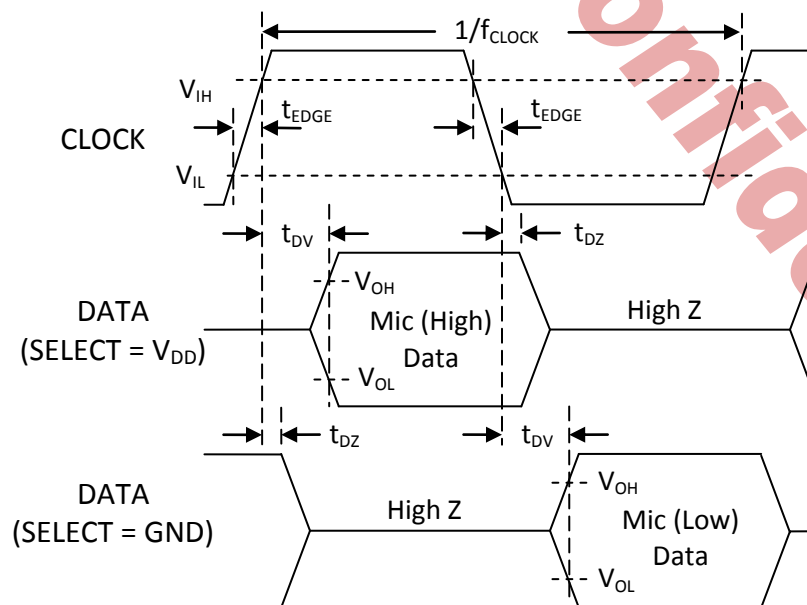 1/fCLOCK
VIH
tEDGE
tEDGE
CLOCK
VIL
tDV
tDZ
VOH
DATA
(SELECT = VDD)
Mic (High)
Data
High Z
VOL
tDZ
tDV
DATA
(SELECT = GND)
High Z
VOH
Mic (Low)
Data
VOL